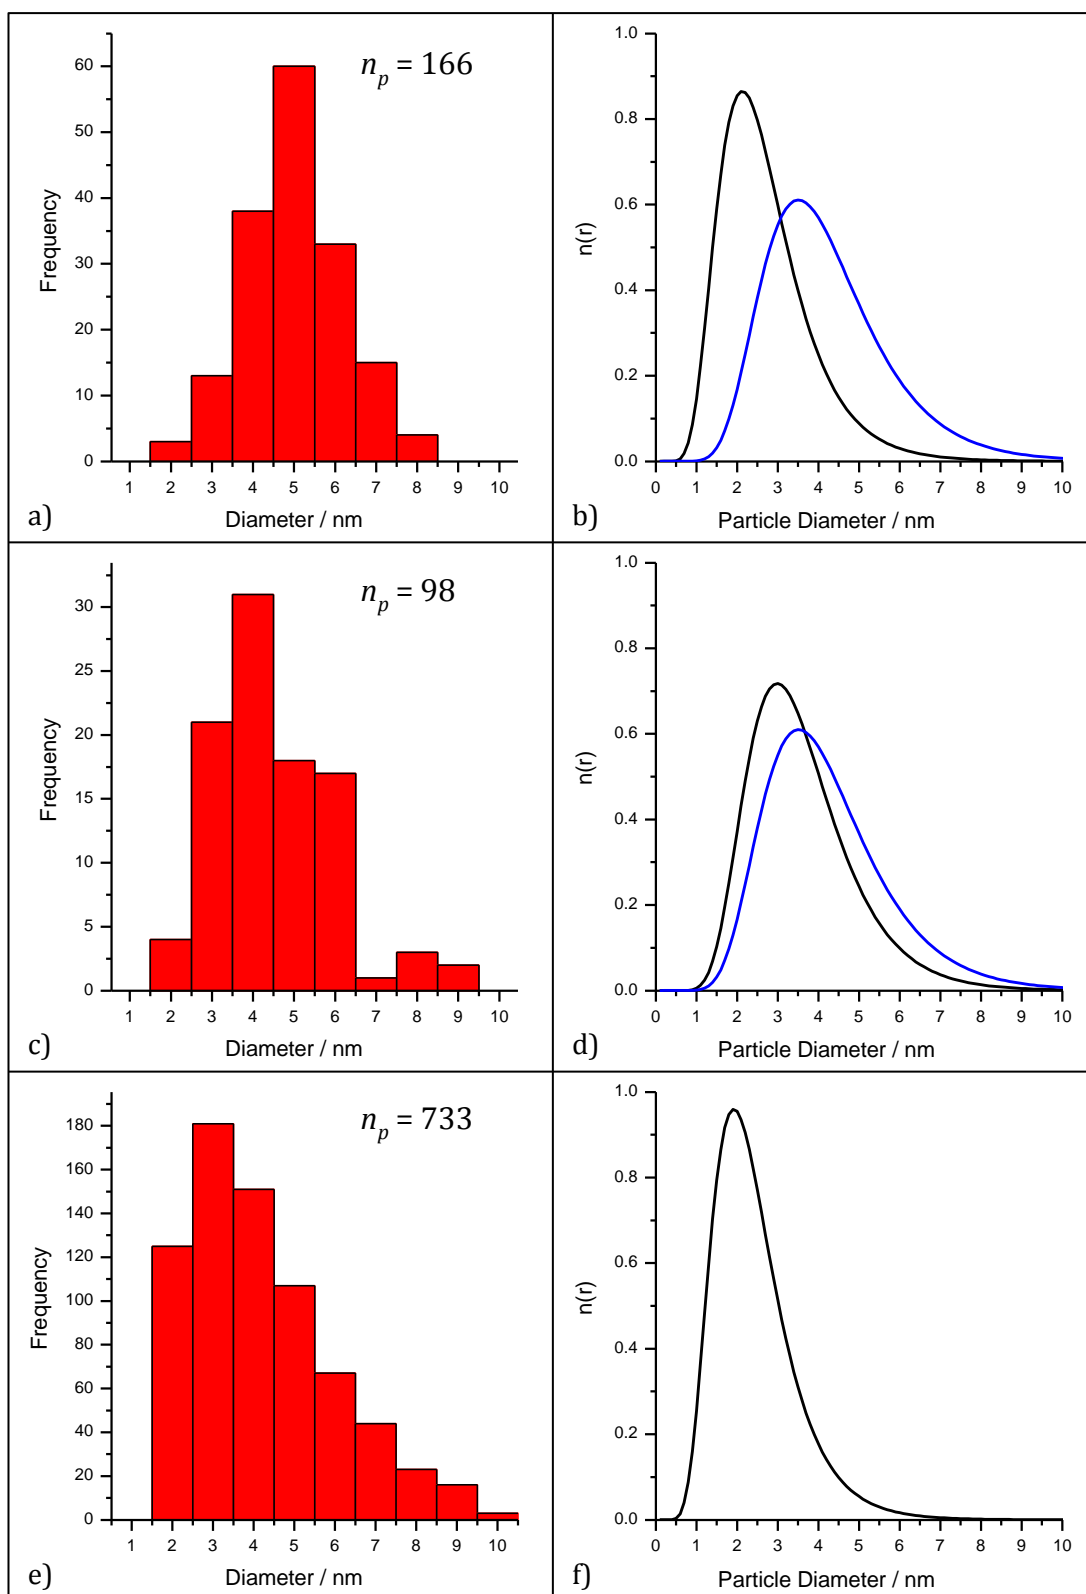 n_p = 166
60
50
40
30
20
10
0
Frequency
1 2 3 4 5 6 7 8 9 10
Diameter / nm
a)
1.0
0.8
0.6
0.4
0.2
0.0
n(r)
0 1 2 3 4 5 6 7 8 9 10
Particle Diameter / nm
b)
n_p = 98
30
25
20
15
10
5
0
Frequency
1 2 3 4 5 6 7 8 9 10
Diameter / nm
c)
1.0
0.8
0.6
0.4
0.2
0.0
n(r)
0 1 2 3 4 5 6 7 8 9 10
Particle Diameter / nm
d)
n_p = 733
180
160
140
120
100
80
60
40
20
0
Frequency
1 2 3 4 5 6 7 8 9 10
Diameter / nm
e)
1.0
0.8
0.6
0.4
0.2
0.0
n(r)
0 1 2 3 4 5 6 7 8 9 10
Particle Diameter / nm
f)